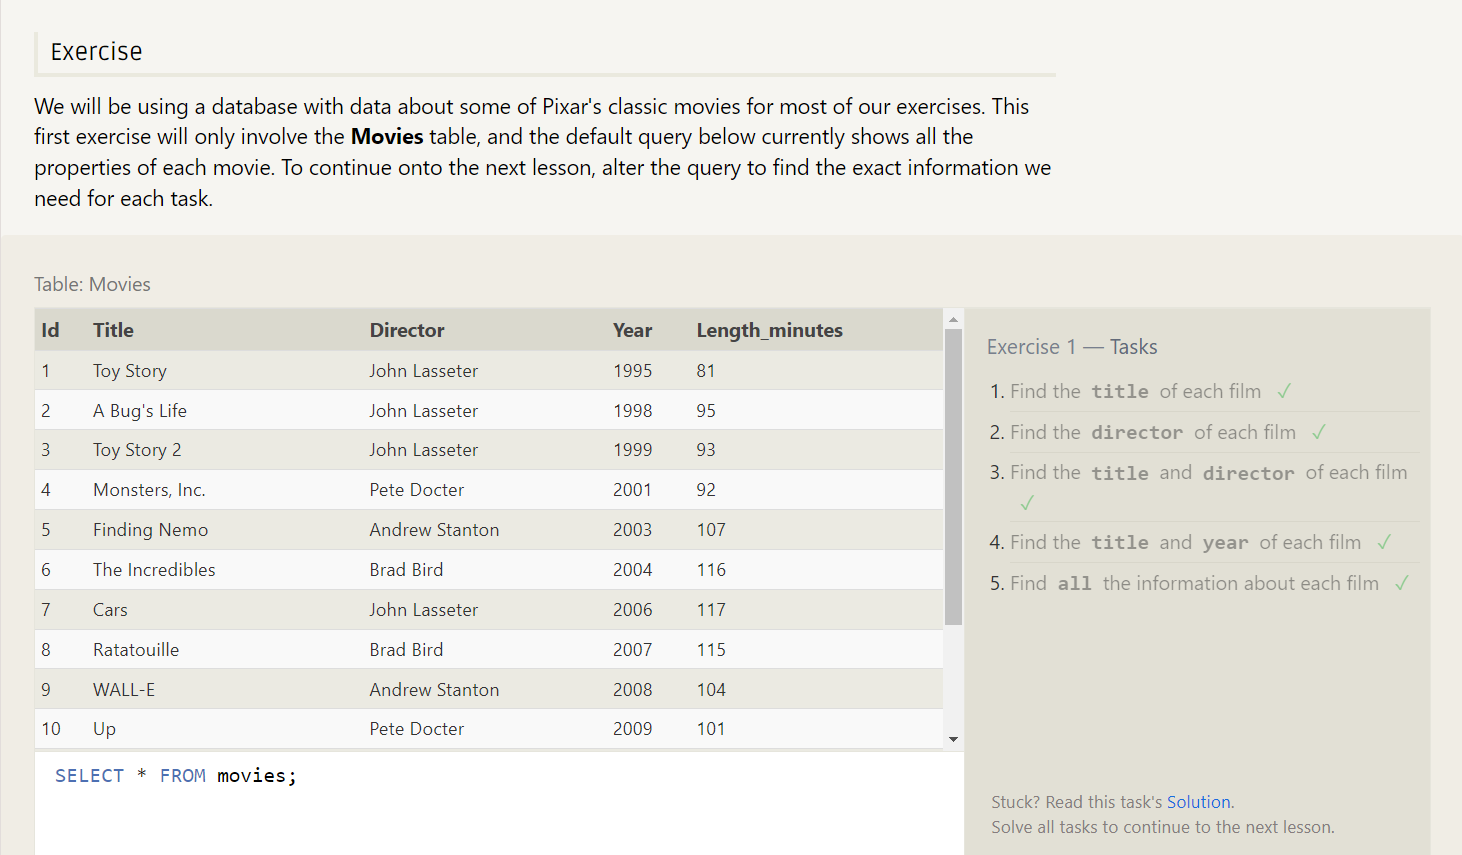 Exercise
We will be using a database with data about some of Pixar's classic movies for most of our exercises. This
first exercise will only involve the Movies table, and the default query below currently shows all the
properties of each movie. To continue onto the next lesson, alter the query to find the exact information we
need for each task.
Table: Movies
Id Title Director Year Length_minutes
1 Toy Story John Lasseter 1995 81
2 A Bug's Life John Lasseter 1998 95
3 Toy Story 2 John Lasseter 1999 93
4 Monsters, Inc. Pete Docter 2001 92
5 Finding Nemo Andrew Stanton 2003 107
6 The Incredibles Brad Bird 2004 116
7 Cars John Lasseter 2006 117
8 Ratatouille Brad Bird 2007 115
9 WALL-E Andrew Stanton 2008 104
10 Up Pete Docter 2009 101
SELECT * FROM movies;
Exercise 1 — Tasks
1. Find the title of each film ✓
2. Find the director of each film ✓
3. Find the title and director of each film
✓
4. Find the title and year of each film ✓
5. Find all the information about each film ✓
Stuck? Read this task's Solution.
Solve all tasks to continue to the next lesson.